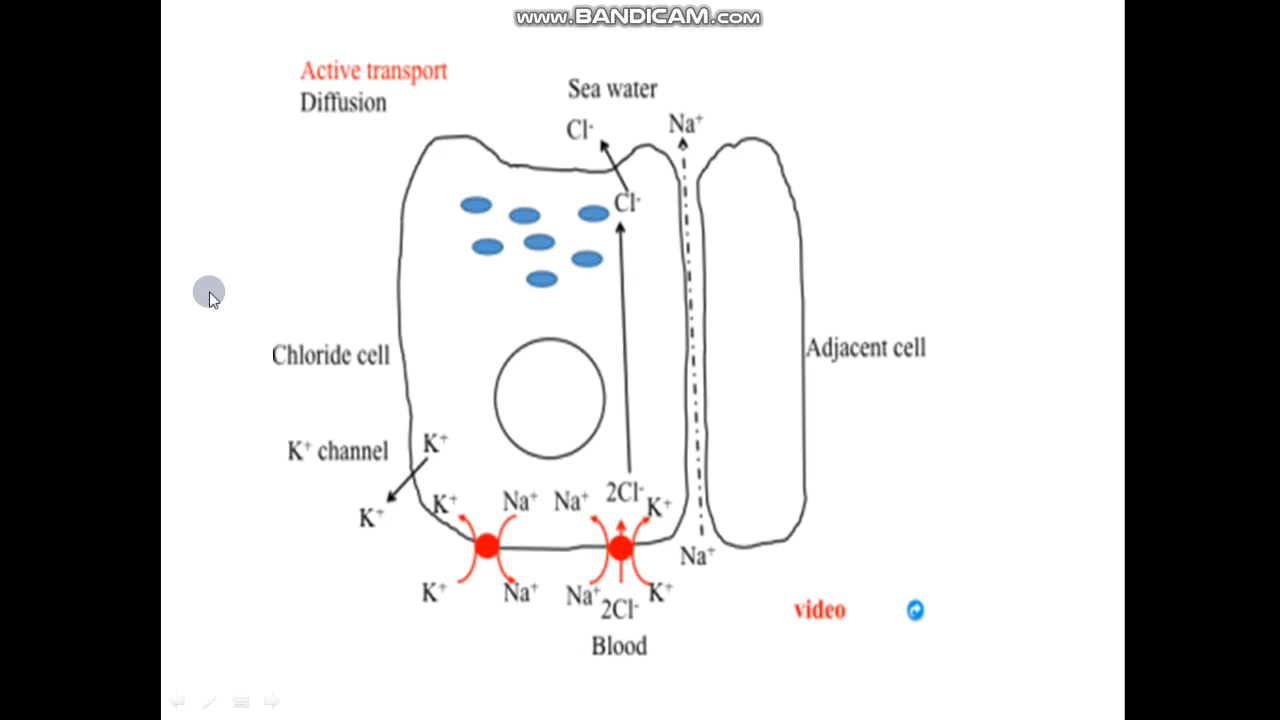 www.BANDICAM.com
Active transport
Diffusion
Sea water
Cl-
Na+
Cl-
Chloride cell
Adjacent cell
K+ channel
K+
K+
K+
Na+
Na+
2Cl-
K+
Na+
K+
Na+
Na+
2Cl-
K+
Blood
video